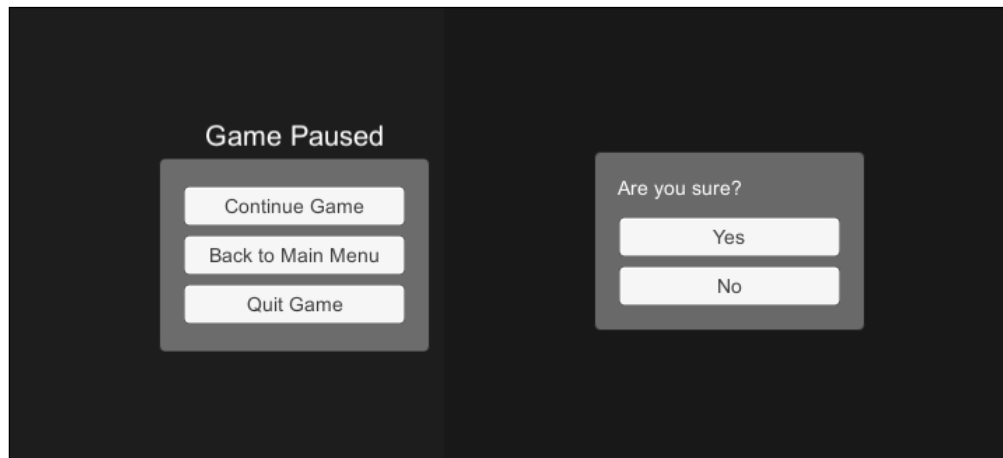 Game Paused
Continue Game
Back to Main Menu
Quit Game
Are you sure?
Yes
No